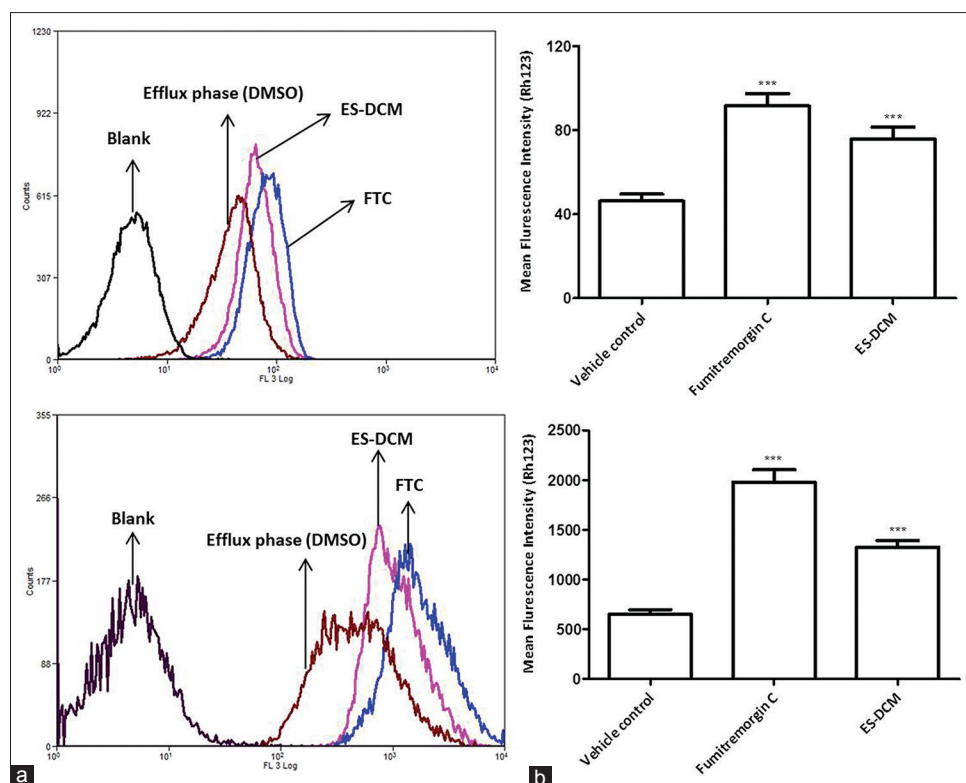 1230
922
615
307
0
Counts
Blank
Efflux phase (DMSO)
ES-DCM
FTC
10⁰
10¹
10²
10³
10⁴
FL 3 Log
120
80
40
0
Mean Flurescence Intensity (Rh123)
***
***
Vehicle control
Fumitremorgin C
ES-DCM
355
266
177
88
0
Counts
Blank
Efflux phase (DMSO)
ES-DCM
FTC
10⁰
10¹
10²
10³
10⁴
FL 3 Log
a
2500
2000
1500
1000
500
0
Mean Flurescence Intensity (Rh123)
***
***
Vehicle control
Fumitremorgin C
ES-DCM
b